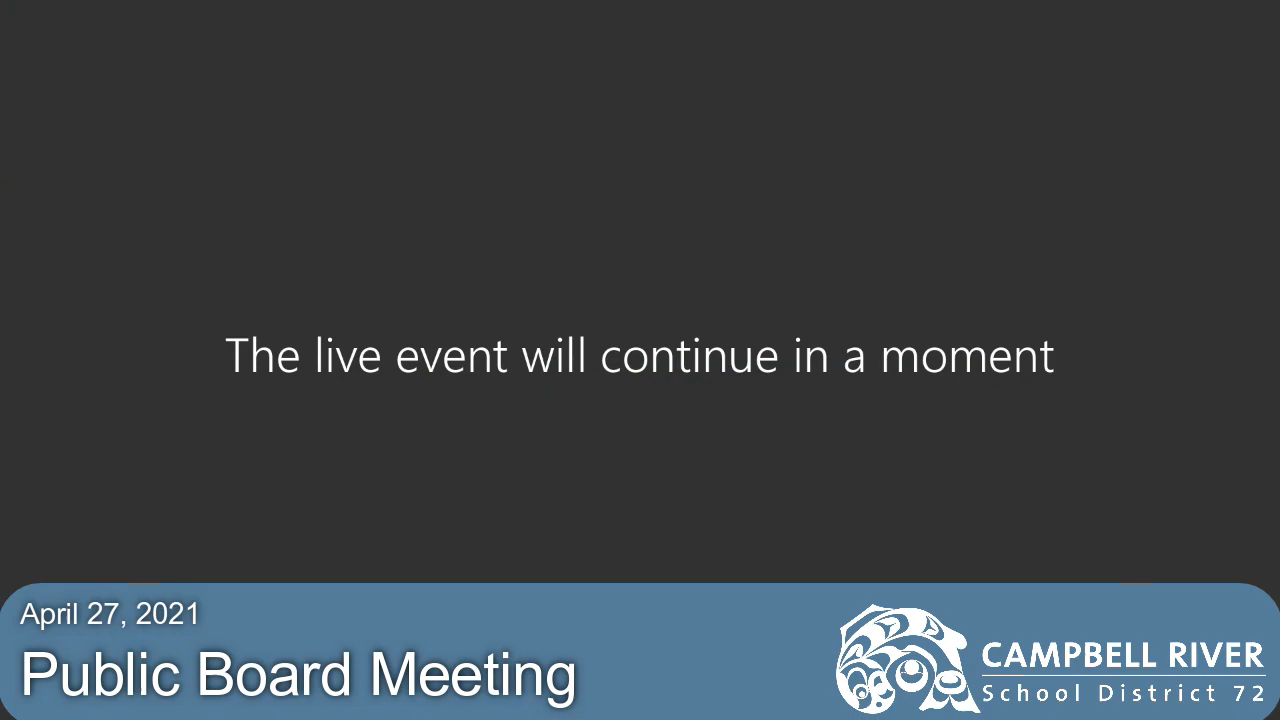 The live event will continue in a moment
April 27, 2021
Public Board Meeting
CAMPBELL RIVER
School District 72